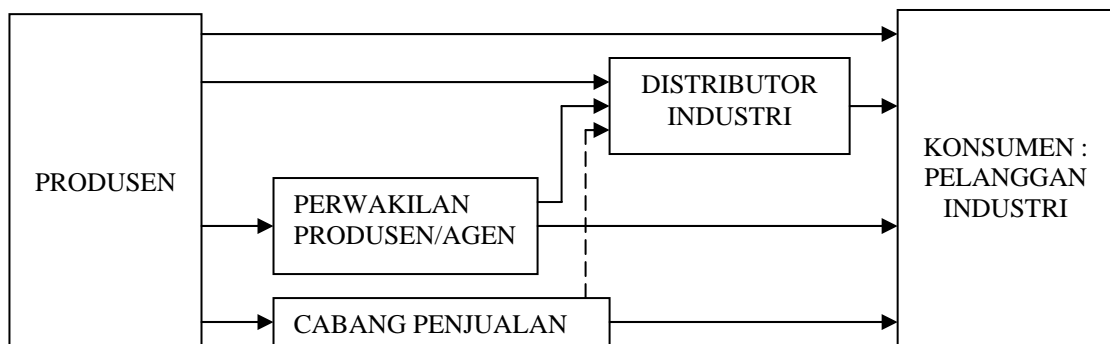 PRODUSEN
DISTRIBUTOR
INDUSTRI
PERWAKILAN
PRODUSEN/AGEN
CABANG PENJUALAN
KONSUMEN :
PELANGGAN
INDUSTRI